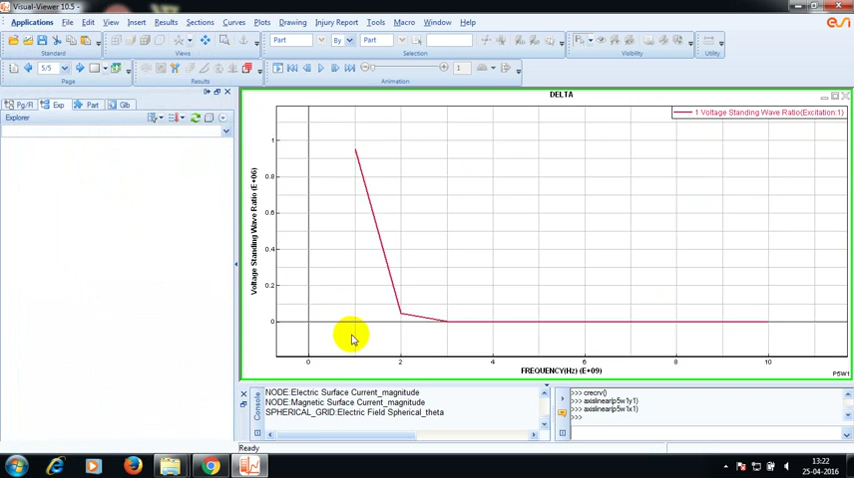 Visual-Viewer 10.5 -
Applications File Edit View Insert Results Sections Curves Plots Drawing Injury Report Tools Macro Window Help
esi
Part By Part
Standard Views Selection Visibility Utility
5/5 1
Page Results Animation
Pg/Fl Exp Part Glb
Explorer
DELTA
1 Voltage Standing Wave Ratio(Excitation:1)
Voltage Standing Wave Ratio (E+06)
1
0.8
0.6
0.4
0.2
0
0 2 4 6 8 10
FREQUENCY(Hz) (E+09)
P5W1
Console
NODE:Electric Surface Current_magnitude
NODE:Magnetic Surface Current_magnitude
SPHERICAL_GRID:Electric Field Spherical_theta
>>> crecrv()
>>> axislinear(p5w1y1)
>>> axislinear(p5w1x1)
>>>
Ready
13:22
25-04-2016